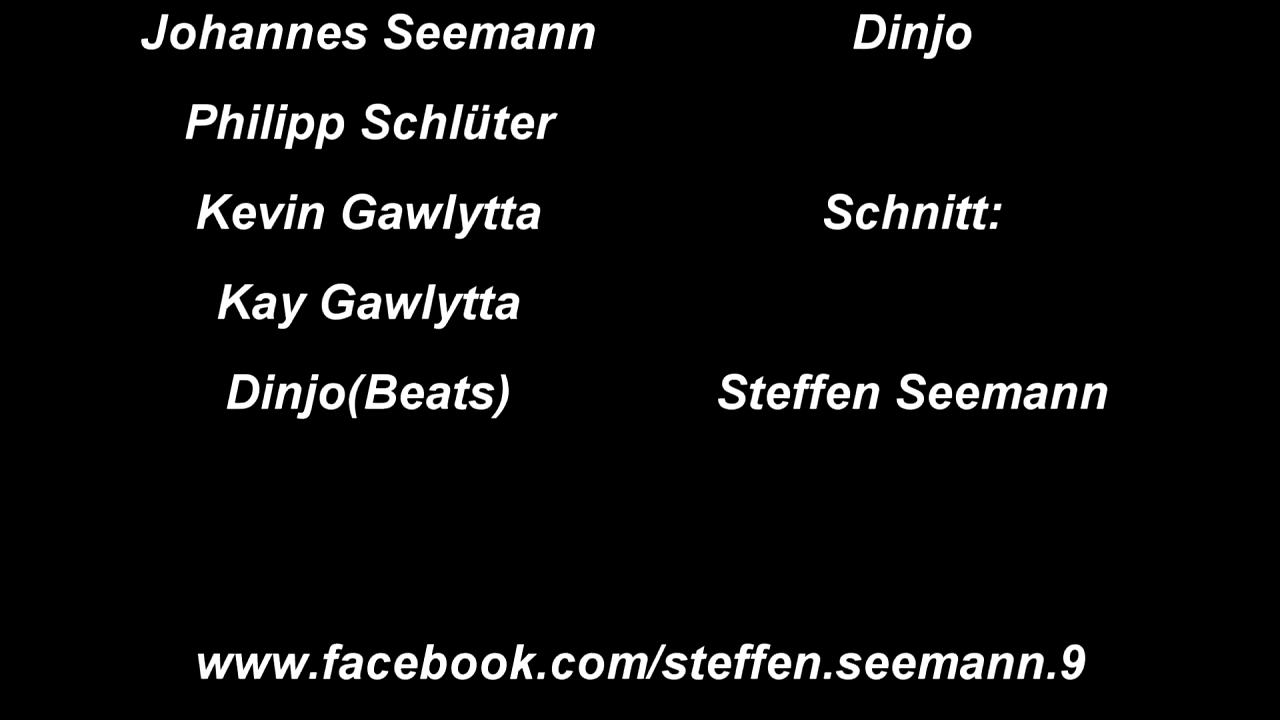 Johannes Seemann
Philipp Schlüter
Kevin Gawlytta
Kay Gawlytta
Dinjo(Beats)
Dinjo
Schnitt:
Steffen Seemann
www.facebook.com/steffen.seemann.9